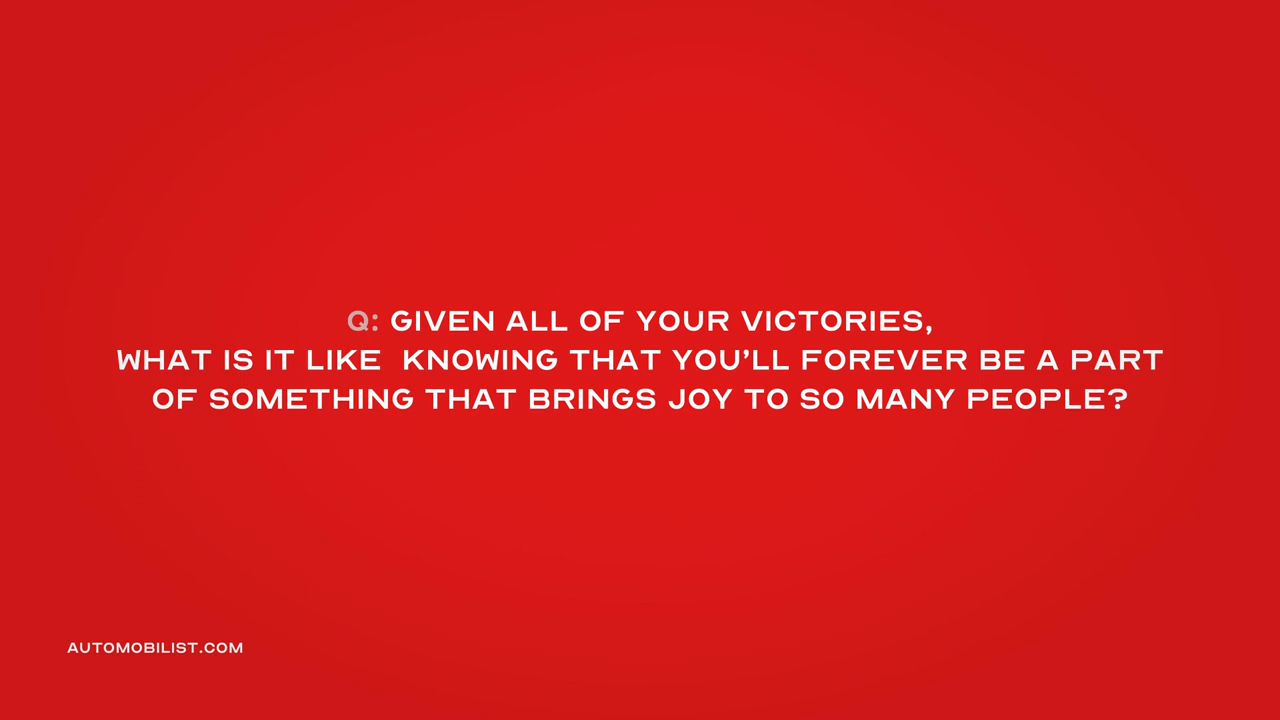 Q: GIVEN ALL OF YOUR VICTORIES,
WHAT IS IT LIKE  KNOWING THAT YOU’LL FOREVER BE A PART
OF SOMETHING THAT BRINGS JOY TO SO MANY PEOPLE?
AUTOMOBILIST.COM